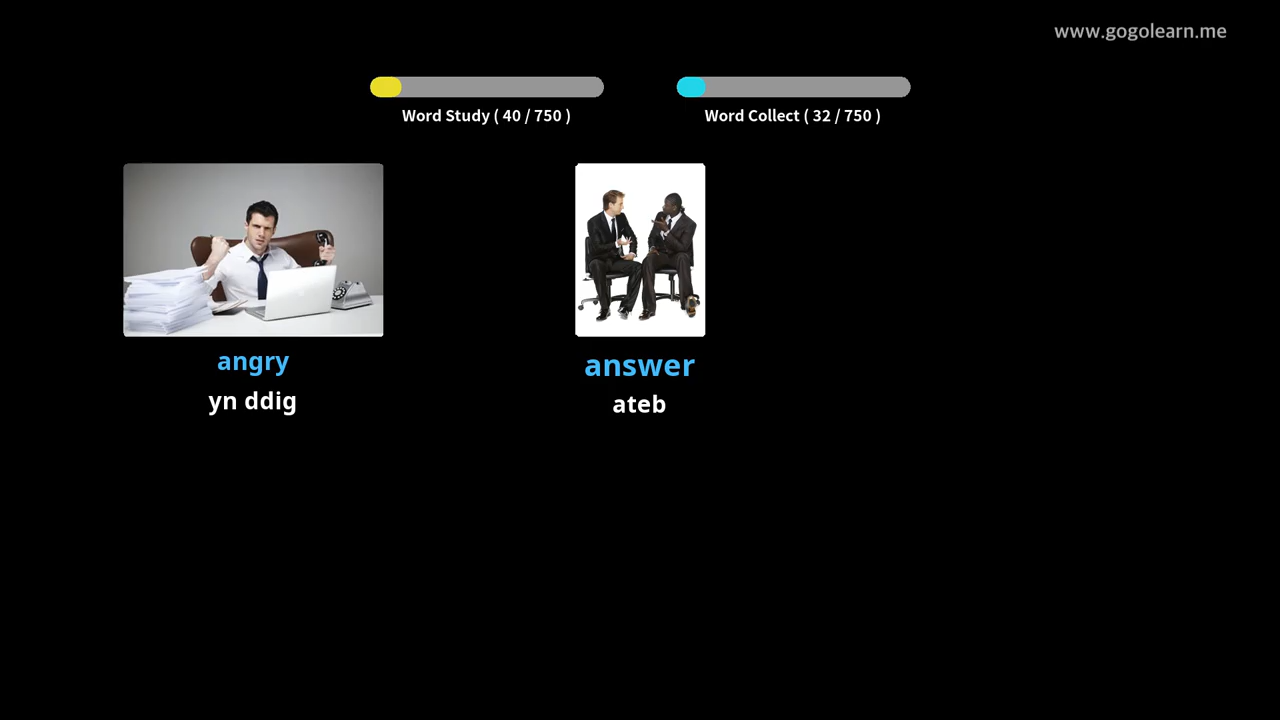 www.gogolearn.me
Word Study ( 40 / 750 )
Word Collect ( 32 / 750 )
angry
yn ddig
answer
ateb